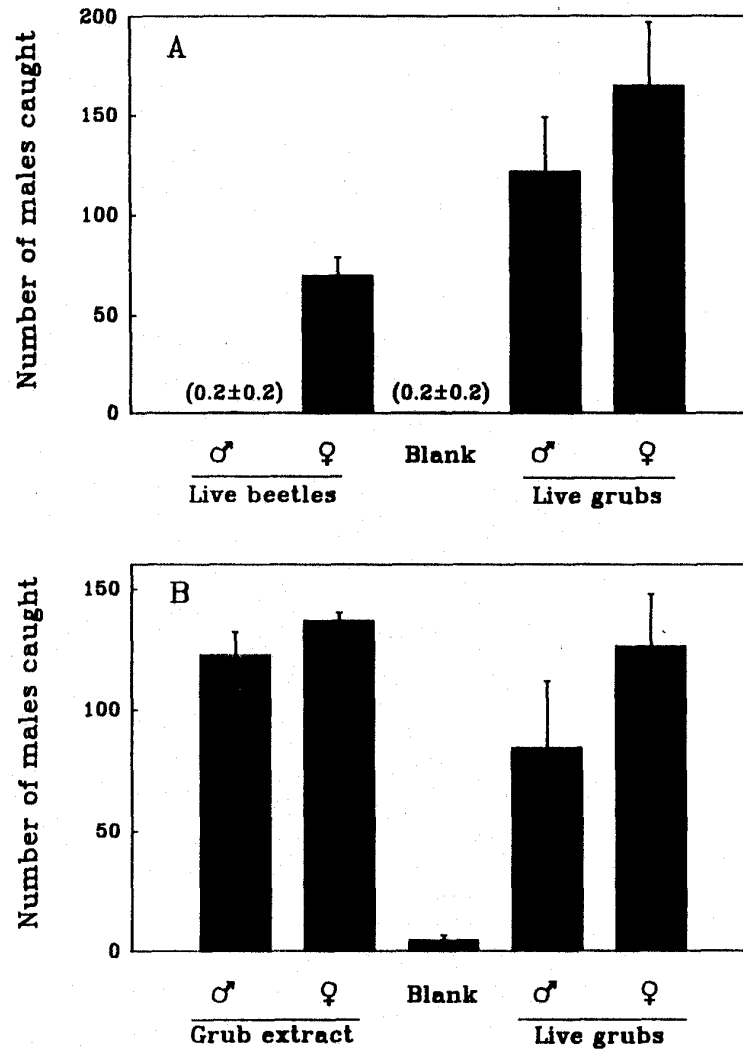 Number of males caught
A
200
150
100
50
0
(0.2±0.2)
(0.2±0.2)
♂ ♀ Blank ♂ ♀
Live beetles Live grubs
Number of males caught
B
150
100
50
0
♂ ♀ Blank ♂ ♀
Grub extract Live grubs